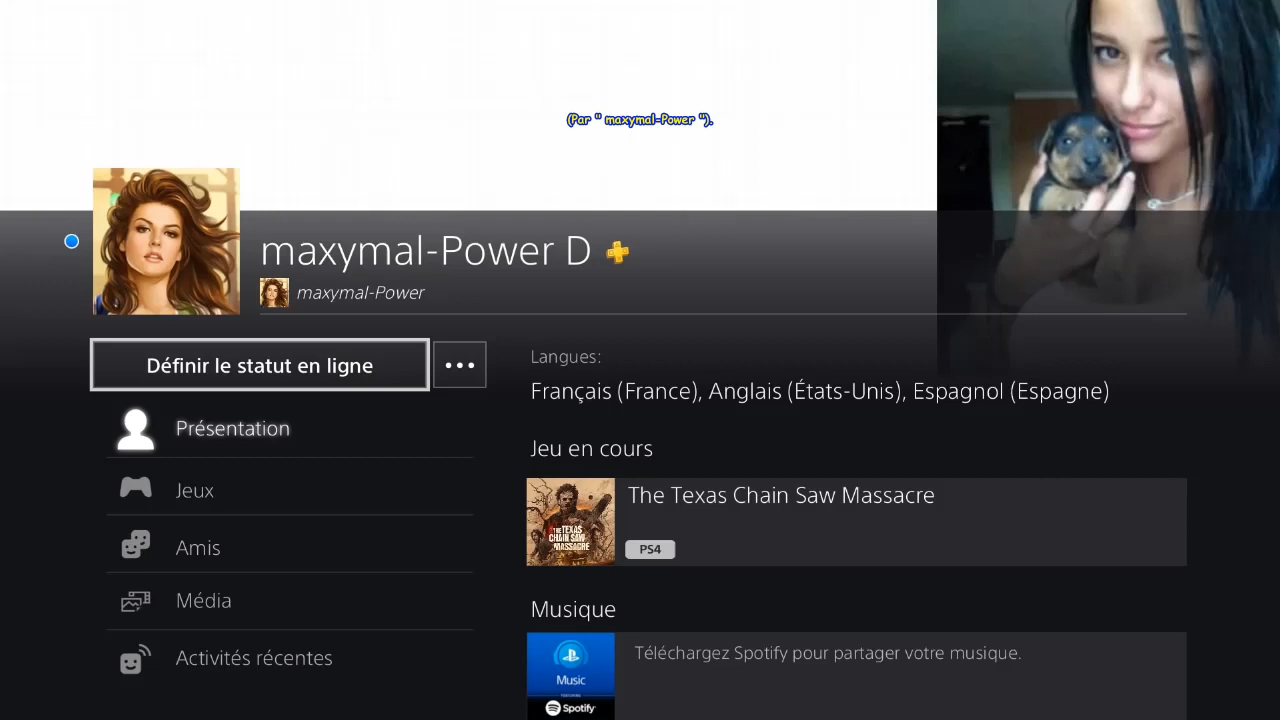 (Par " maxymal-Power ").
maxymal-Power D
maxymal-Power
Définir le statut en ligne
Présentation
Jeux
Amis
Média
Activités récentes
Langues:
Français (France), Anglais (États-Unis), Espagnol (Espagne)
Jeu en cours
THE TEXAS
CHAIN SAW
MASSACRE
The Texas Chain Saw Massacre
PS4
Musique
Music
Spotify
Téléchargez Spotify pour partager votre musique.